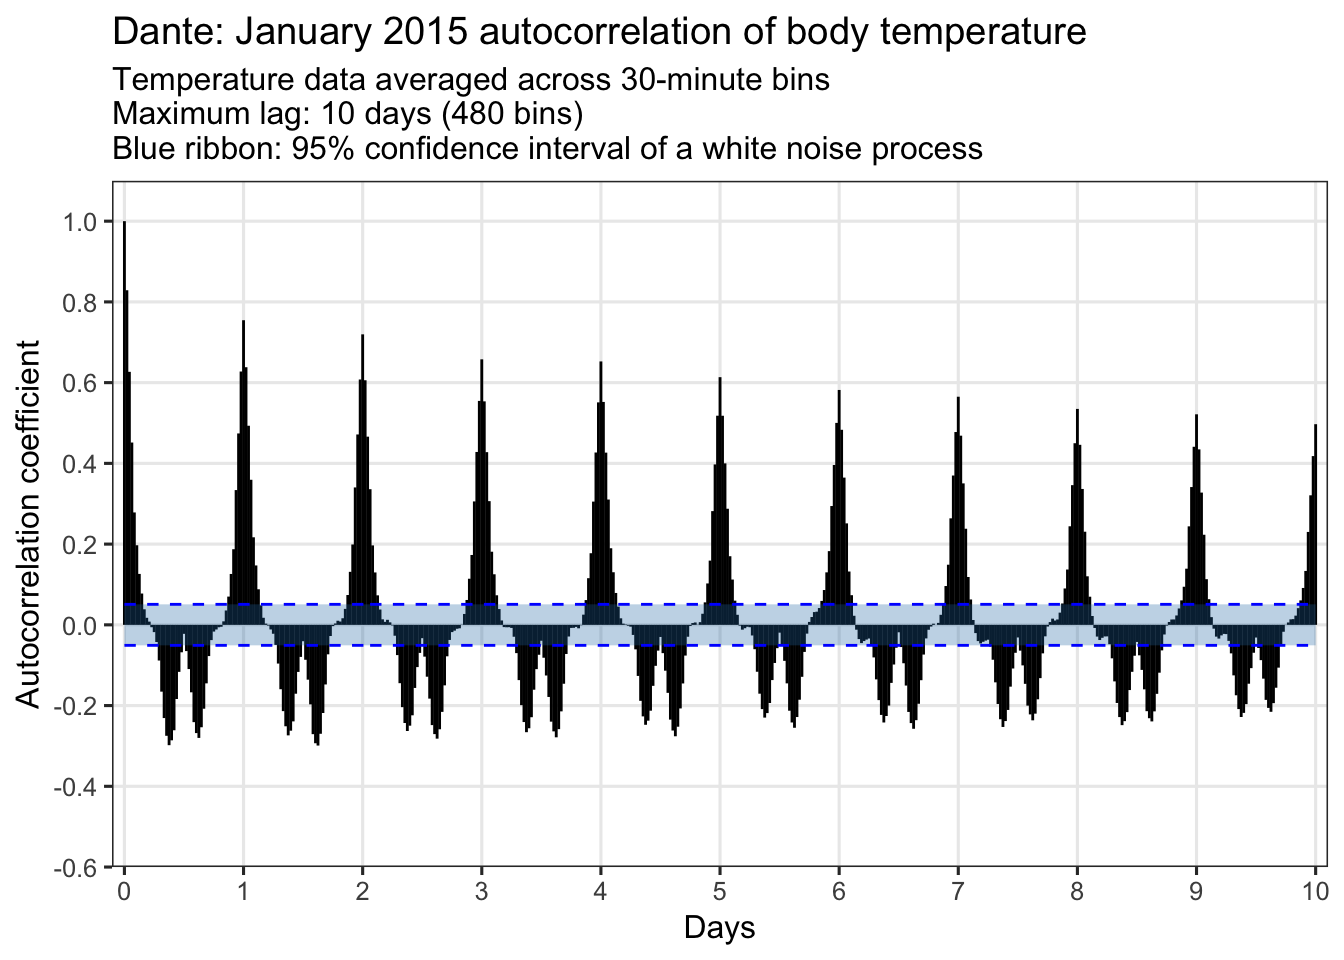 Dante: January 2015 autocorrelation of body temperature
Temperature data averaged across 30-minute bins
Maximum lag: 10 days (480 bins)
Blue ribbon: 95% confidence interval of a white noise process
Autocorrelation coefficient
1.0
0.8
0.6
0.4
0.2
0.0
-0.2
-0.4
-0.6
0 1 2 3 4 5 6 7 8 9 10
Days